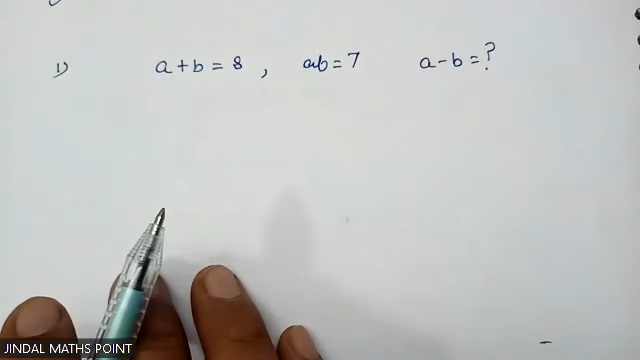 1) a + b = 8 , ab = 7 a - b = ?
JINDAL MATHS POINT